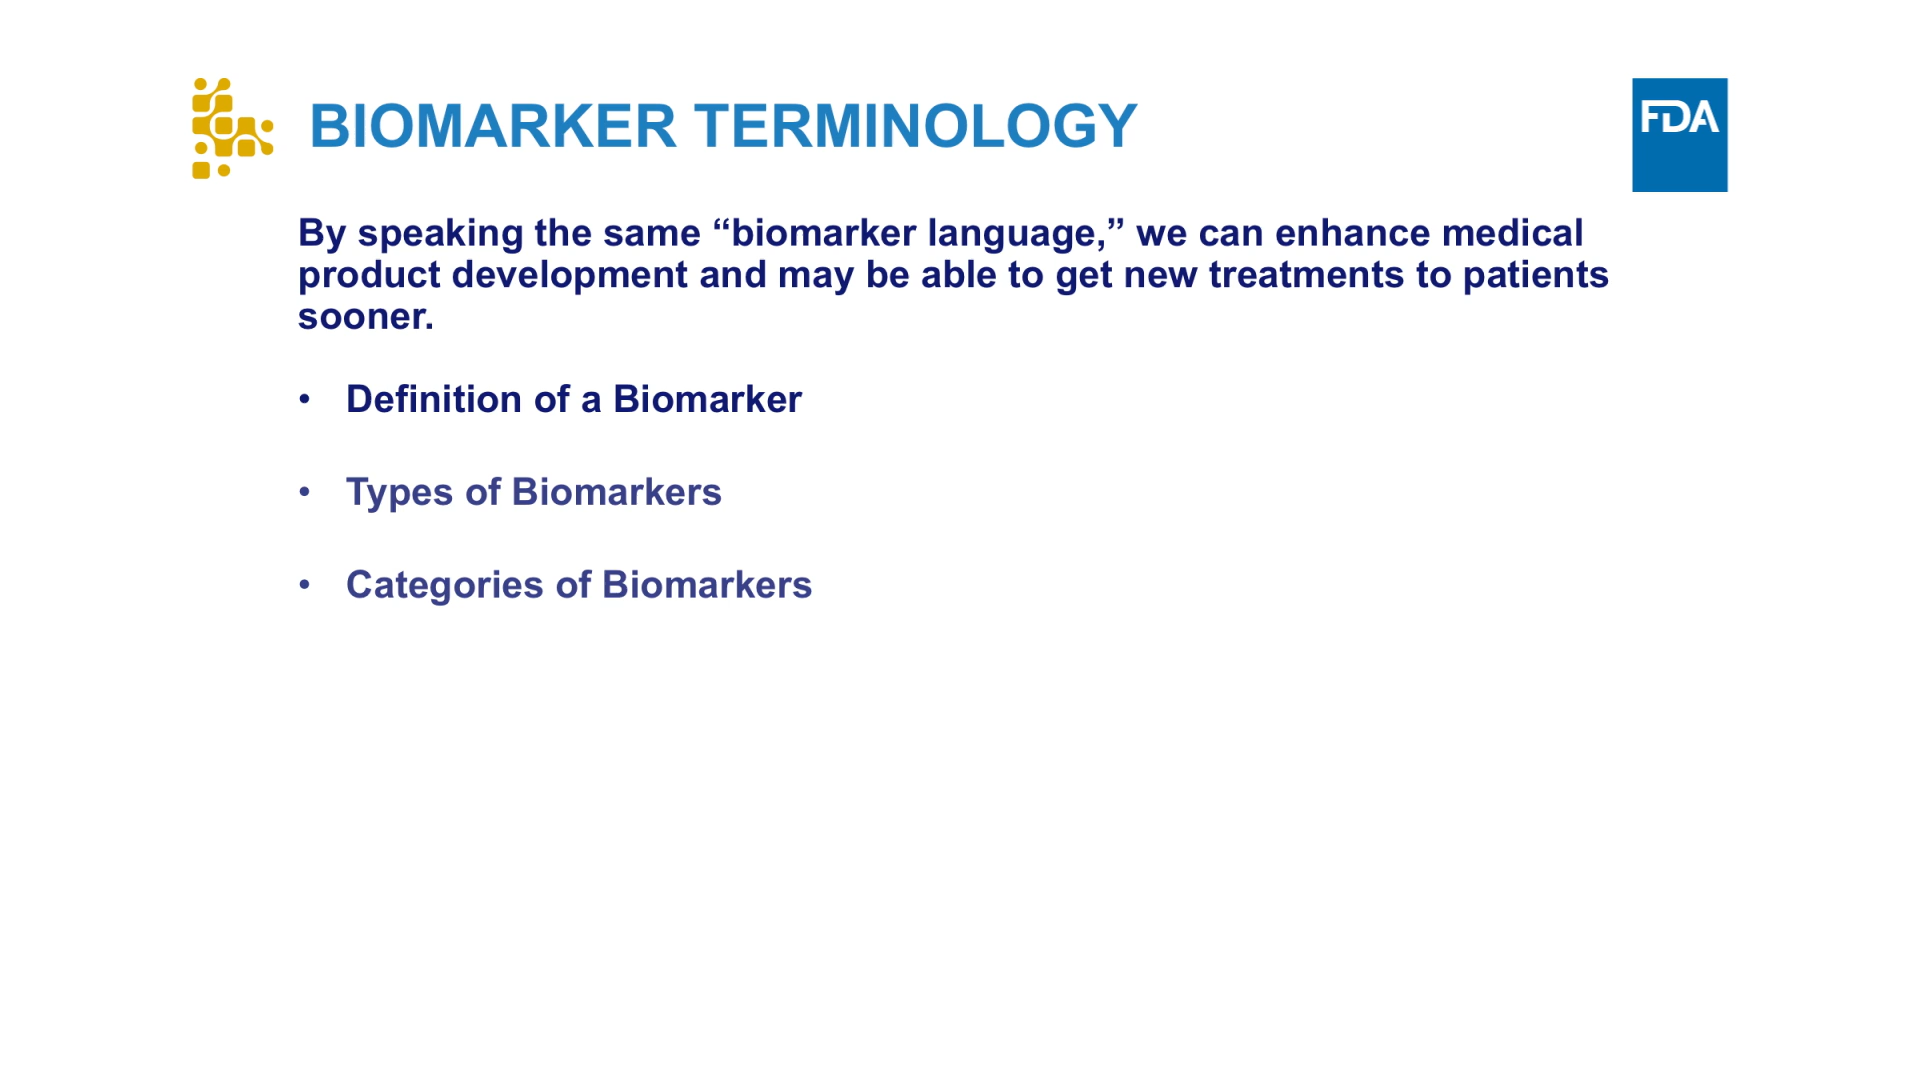 BIOMARKER TERMINOLOGY
FDA
By speaking the same “biomarker language,” we can enhance medical
product development and may be able to get new treatments to patients
sooner.
• Definition of a Biomarker
• Types of Biomarkers
• Categories of Biomarkers